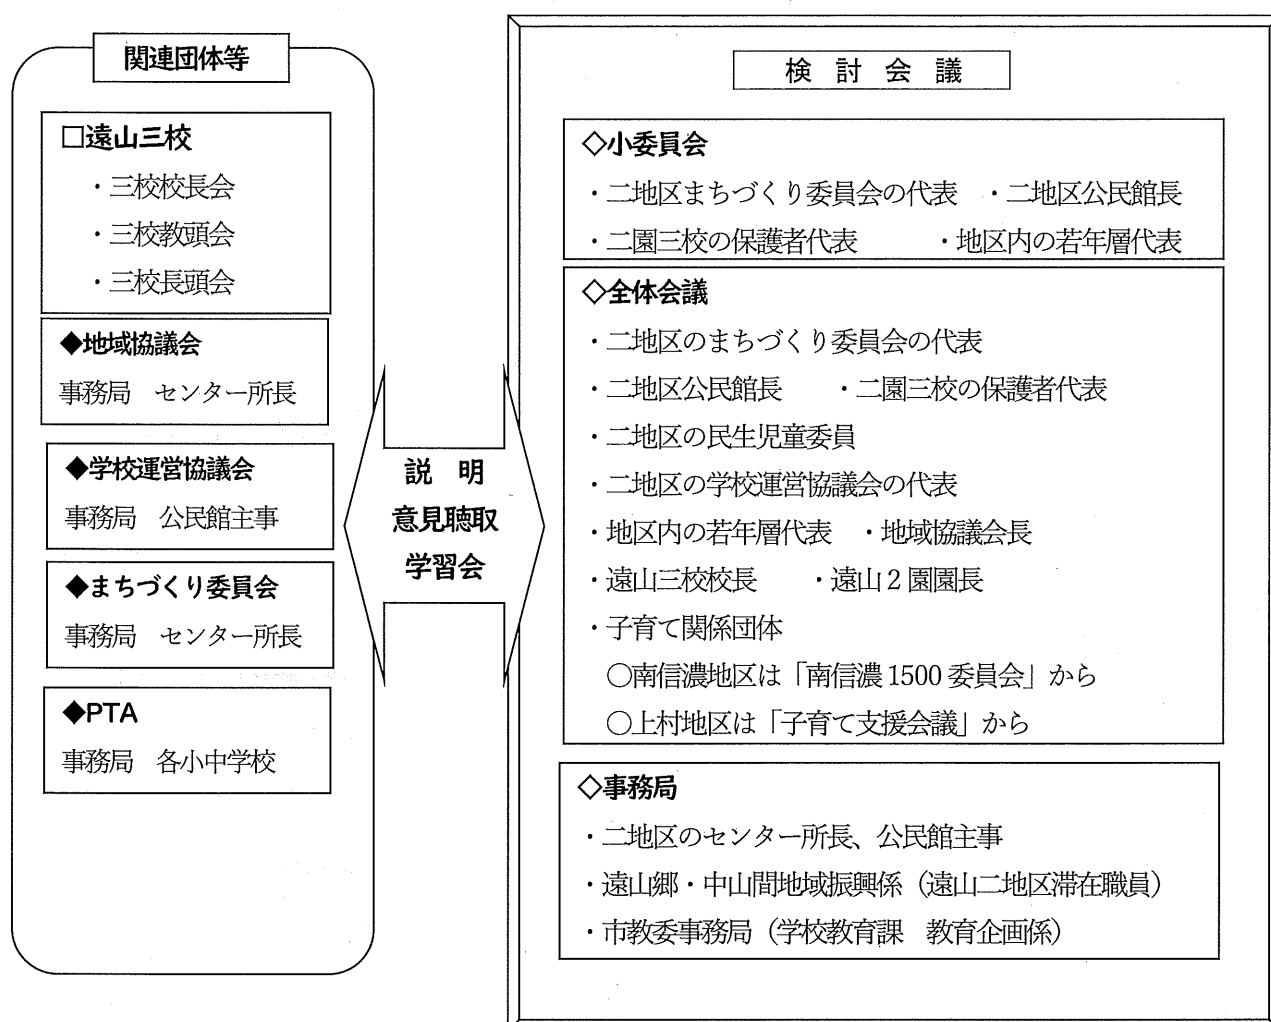 関連団体等
□遠山三校
・三校校長会
・三校教頭会
・三校長頭会
◆地域協議会
事務局　センター所長
◆学校運営協議会
事務局　公民館主事
◆まちづくり委員会
事務局　センター所長
◆PTA
事務局　各小中学校
説　明
意見聴取
学習会
検　討　会　議
◇小委員会
・二地区まちづくり委員会の代表　・二地区公民館長
・二園三校の保護者代表　　　・地区内の若年層代表
◇全体会議
・二地区のまちづくり委員会の代表
・二地区公民館長　　・二園三校の保護者代表
・二地区の民生児童委員
・二地区の学校運営協議会の代表
・地区内の若年層代表　・地域協議会長
・遠山三校校長　　・遠山2園園長
・子育て関係団体
○南信濃地区は「南信濃1500委員会」から
○上村地区は「子育て支援会議」から
◇事務局
・二地区のセンター所長、公民館主事
・遠山郷・中山間地域振興係（遠山二地区滞在職員）
・市教委事務局（学校教育課　教育企画係）